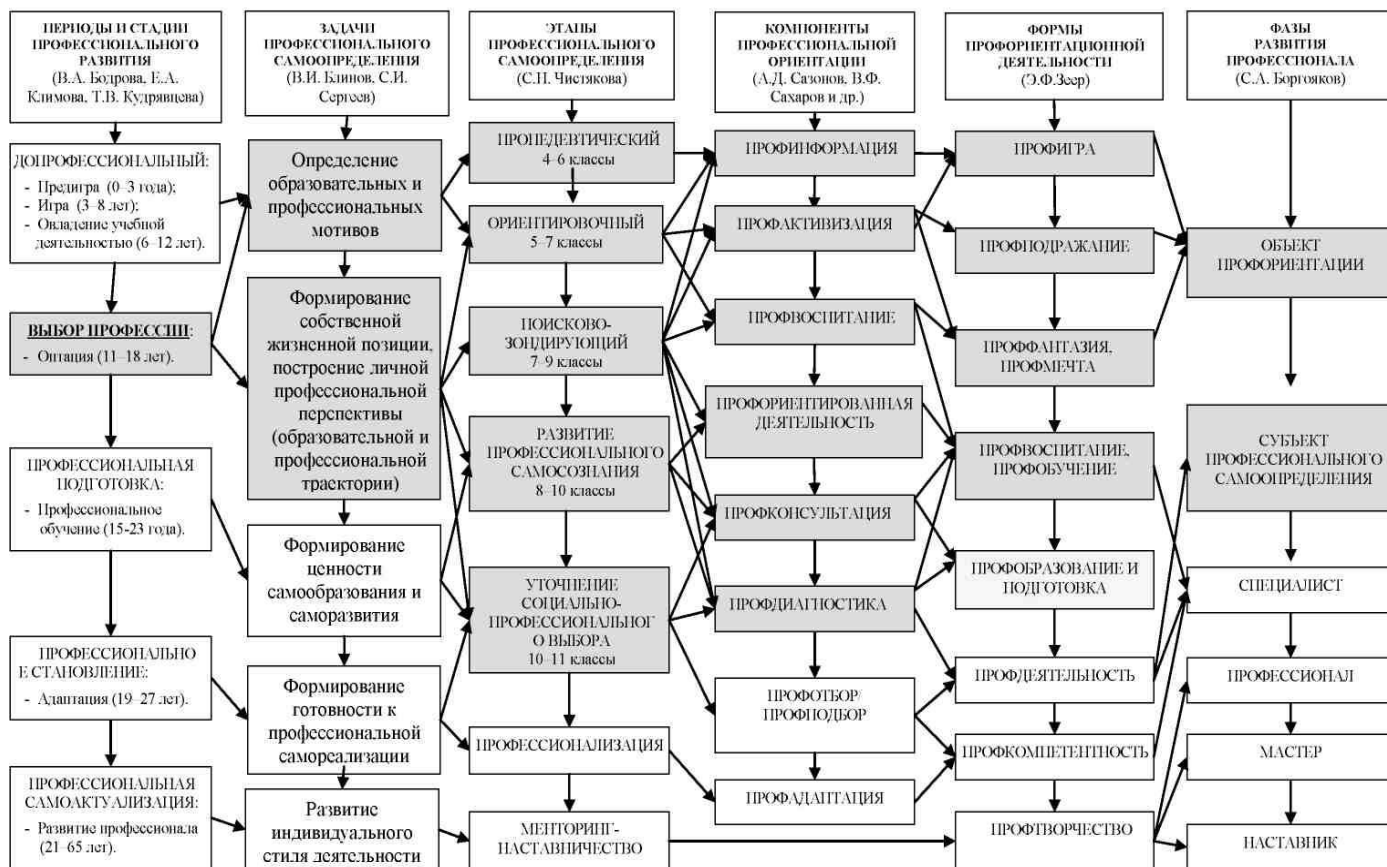 ПЕРИОДЫ И СТАДИИ
ПРОФЕССИОНАЛЬНОГО
РАЗВИТИЯ
(В.А. Бодрова, Е.А.
Климова, Т.В. Кудрявцева)
ДОПРОФЕССИОНАЛЬНЫЙ:
- Предигра (0–3 года);
- Игра (3–8 лет);
- Овладение учебной
деятельностью (6–12 лет).
ВЫБОР ПРОФЕССИИ:
- Оптация (11–18 лет).
ПРОФЕССИОНАЛЬНАЯ
ПОДГОТОВКА:
- Профессиональное
обучение (15-23 года).
ПРОФЕССИОНАЛЬНО
Е СТАНОВЛЕНИЕ:
- Адаптация (19–27 лет).
ПРОФЕССИОНАЛЬНАЯ
САМОАКТУАЛИЗАЦИЯ:
- Развитие профессионала
(21–65 лет).
ЗАДАЧИ
ПРОФЕССИОНАЛЬНОГО
САМООПРЕДЕЛЕНИЯ
(В.И. Блинов, С.И.
Сергеев)
Определение
образовательных и
профессиональных
мотивов
Формирование
собственной
жизненной позиции,
построение личной
профессиональной
перспективы
(образовательной и
профессиональной
траектории)
Формирование
ценности
самообразования и
саморазвития
Формирование
готовности к
профессиональной
самореализации
Развитие
индивидуального
стиля деятельности
ЭТАПЫ
ПРОФЕССИОНАЛЬНОГО
САМООПРЕДЕЛЕНИЯ
(С.Н. Чистякова)
ПРОПЕДЕВТИЧЕСКИЙ
4–6 классы
ОРИЕНТИРОВОЧНЫЙ
5–7 классы
ПОИСКОВО-
ЗОНДИРУЮЩИЙ
7–9 классы
РАЗВИТИЕ
ПРОФЕССИОНАЛЬНОГО
САМОСОЗНАНИЯ
8–10 классы
УТОЧНЕНИЕ
СОЦИАЛЬНО-
ПРОФЕССИОНАЛЬНОГ
О ВЫБОРА
10–11 классы
ПРОФЕССИОНАЛИЗАЦИЯ
МЕНТОРИНГ-
НАСТАВНИЧЕСТВО
КОМПОНЕНТЫ
ПРОФЕССИОНАЛЬНОЙ
ОРИЕНТАЦИИ
(А.Д. Сазонов, В.Ф.
Сахаров и др.)
ПРОФИНФОРМАЦИЯ
ПРОФАКТИВИЗАЦИЯ
ПРОФВОСПИТАНИЕ
ПРОФОРИЕНТИРОВАННАЯ
ДЕЯТЕЛЬНОСТЬ
ПРОФКОНСУЛЬТАЦИЯ
ПРОФДИАГНОСТИКА
ПРОФОТБОР/
ПРОФПОДБОР
ПРОФАДАПТАЦИЯ
ФОРМЫ
ПРОФОРИЕНТАЦИОННОЙ
ДЕЯТЕЛЬНОСТИ
(Э.Ф.Зеер)
ПРОФИГРА
ПРОФПОДРАЖАНИЕ
ПРОФФАНТАЗИЯ,
ПРОФМЕЧТА
ПРОФВОСПИТАНИЕ,
ПРОФОБУЧЕНИЕ
ПРОФОБРАЗОВАНИЕ И
ПОДГОТОВКА
ПРОФДЕЯТЕЛЬНОСТЬ
ПРОФКОМПЕТЕНТНОСТЬ
ПРОФТВОРЧЕСТВО
ФАЗЫ
РАЗВИТИЯ
ПРОФЕССИОНАЛА
(С.А. Боргояков)
ОБЪЕКТ
ПРОФОРИЕНТАЦИИ
СУБЪЕКТ
ПРОФЕССИОНАЛЬНОГО
САМООПРЕДЕЛЕНИЯ
СПЕЦИАЛИСТ
ПРОФЕССИОНАЛ
МАСТЕР
НАСТАВНИК